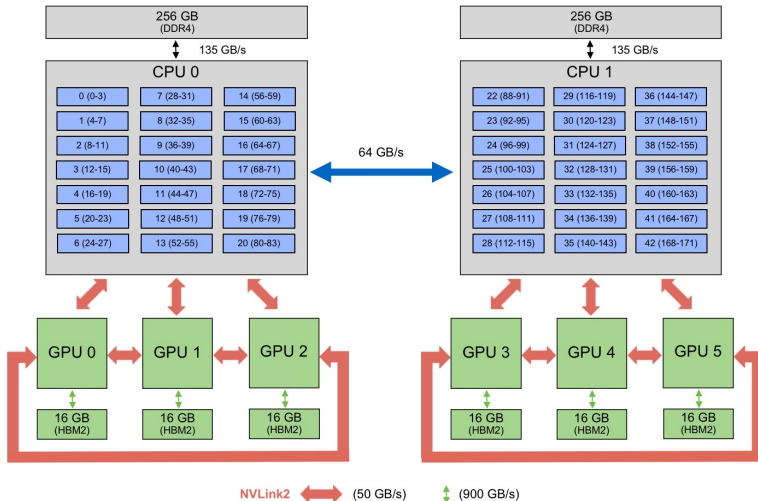 256 GB
(DDR4)
135 GB/s
CPU 0
0 (0-3)
7 (28-31)
14 (56-59)
1 (4-7)
8 (32-35)
15 (60-63)
2 (8-11)
9 (36-39)
16 (64-67)
3 (12-15)
10 (40-43)
17 (68-71)
4 (16-19)
11 (44-47)
18 (72-75)
5 (20-23)
12 (48-51)
19 (76-79)
6 (24-27)
13 (52-55)
20 (80-83)
64 GB/s
256 GB
(DDR4)
135 GB/s
CPU 1
22 (88-91)
29 (116-119)
36 (144-147)
23 (92-95)
30 (120-123)
37 (148-151)
24 (96-99)
31 (124-127)
38 (152-155)
25 (100-103)
32 (128-131)
39 (156-159)
26 (104-107)
33 (132-135)
40 (160-163)
27 (108-111)
34 (136-139)
41 (164-167)
28 (112-115)
35 (140-143)
42 (168-171)
GPU 0
GPU 1
GPU 2
16 GB
(HBM2)
16 GB
(HBM2)
16 GB
(HBM2)
GPU 3
GPU 4
GPU 5
16 GB
(HBM2)
16 GB
(HBM2)
16 GB
(HBM2)
NVLink2
(50 GB/s)
(900 GB/s)